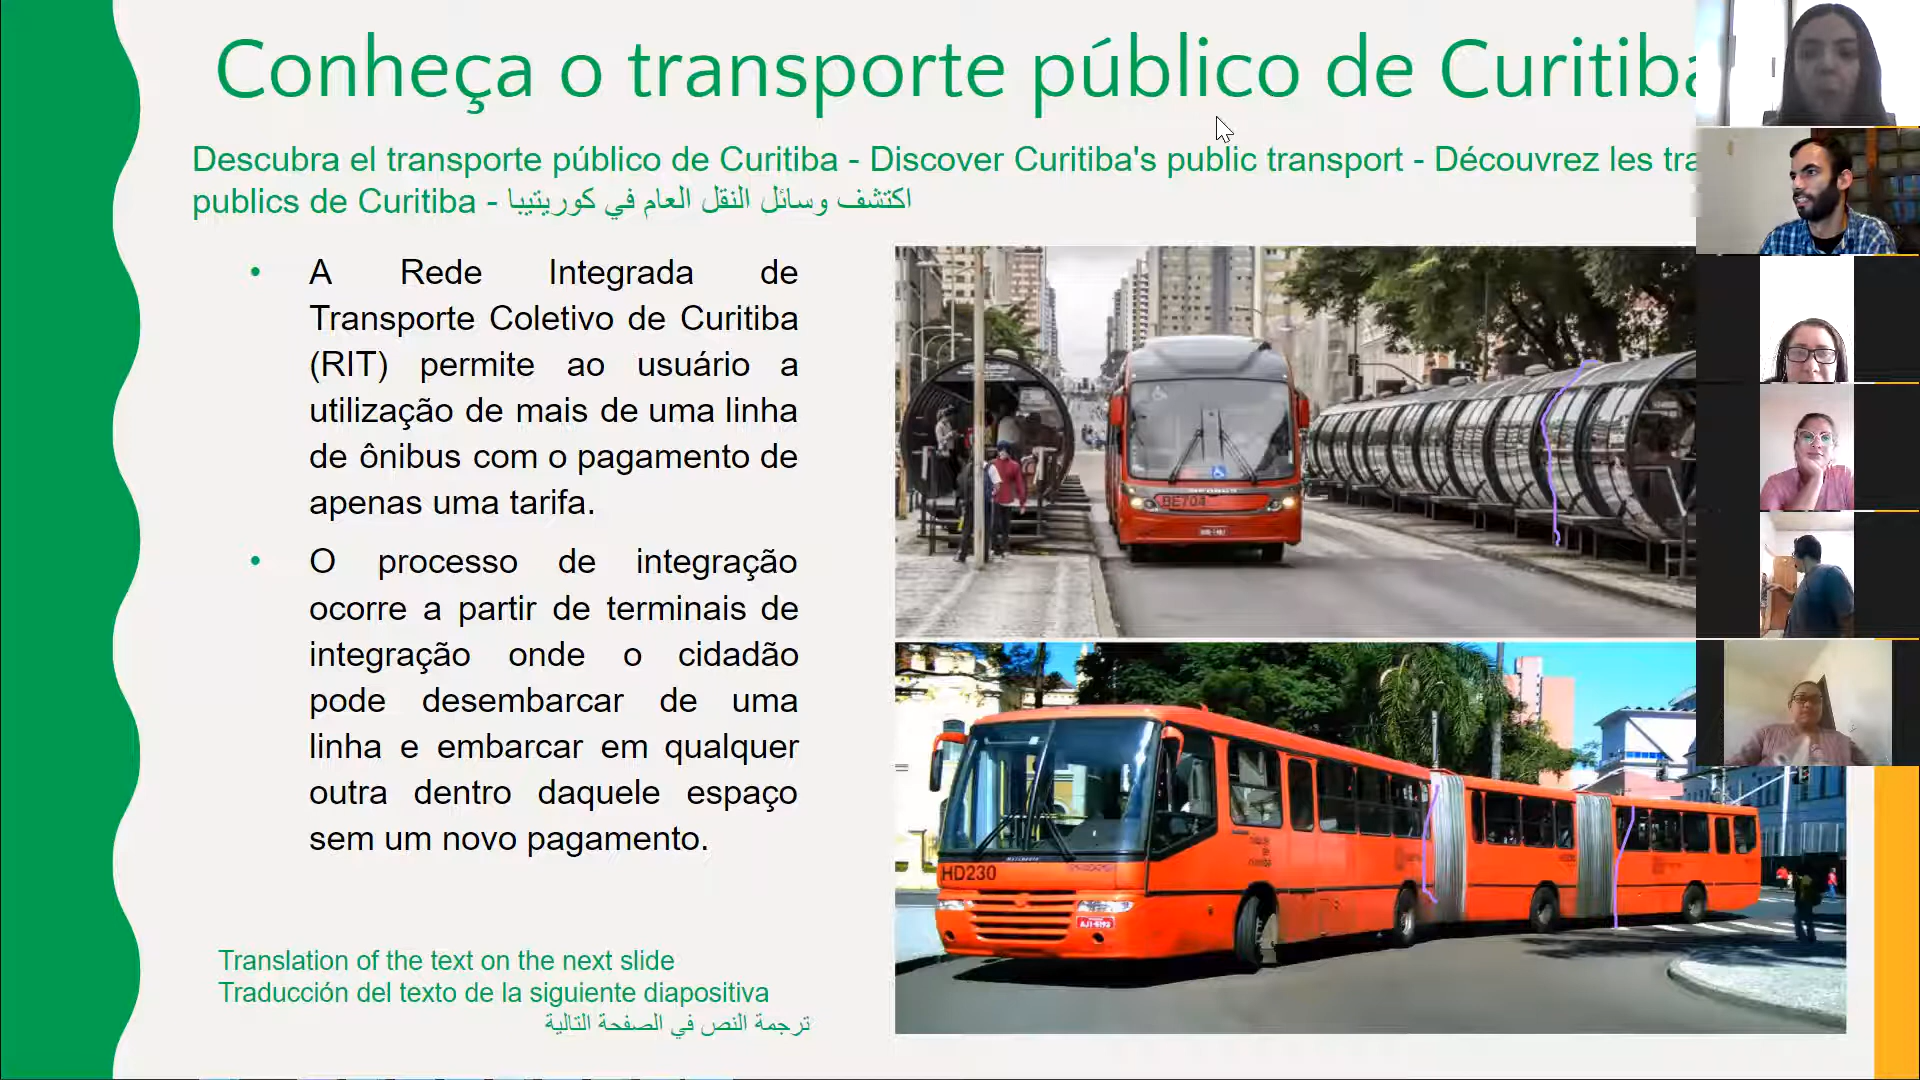 Conheça o transporte público de Curitiba
Descubra el transporte público de Curitiba - Discover Curitiba's public transport - Découvrez les tra
publics de Curitiba - اكتشف وسائل النقل العام في كوريتيبا
• A Rede Integrada de
Transporte Coletivo de Curitiba
(RIT) permite ao usuário a
utilização de mais de uma linha
de ônibus com o pagamento de
apenas uma tarifa.
• O processo de integração
ocorre a partir de terminais de
integração onde o cidadão
pode desembarcar de uma
linha e embarcar em qualquer
outra dentro daquele espaço
sem um novo pagamento.
Translation of the text on the next slide
Traducción del texto de la siguiente diapositiva
ترجمة النص في الصفحة التالية
BE704
HD230